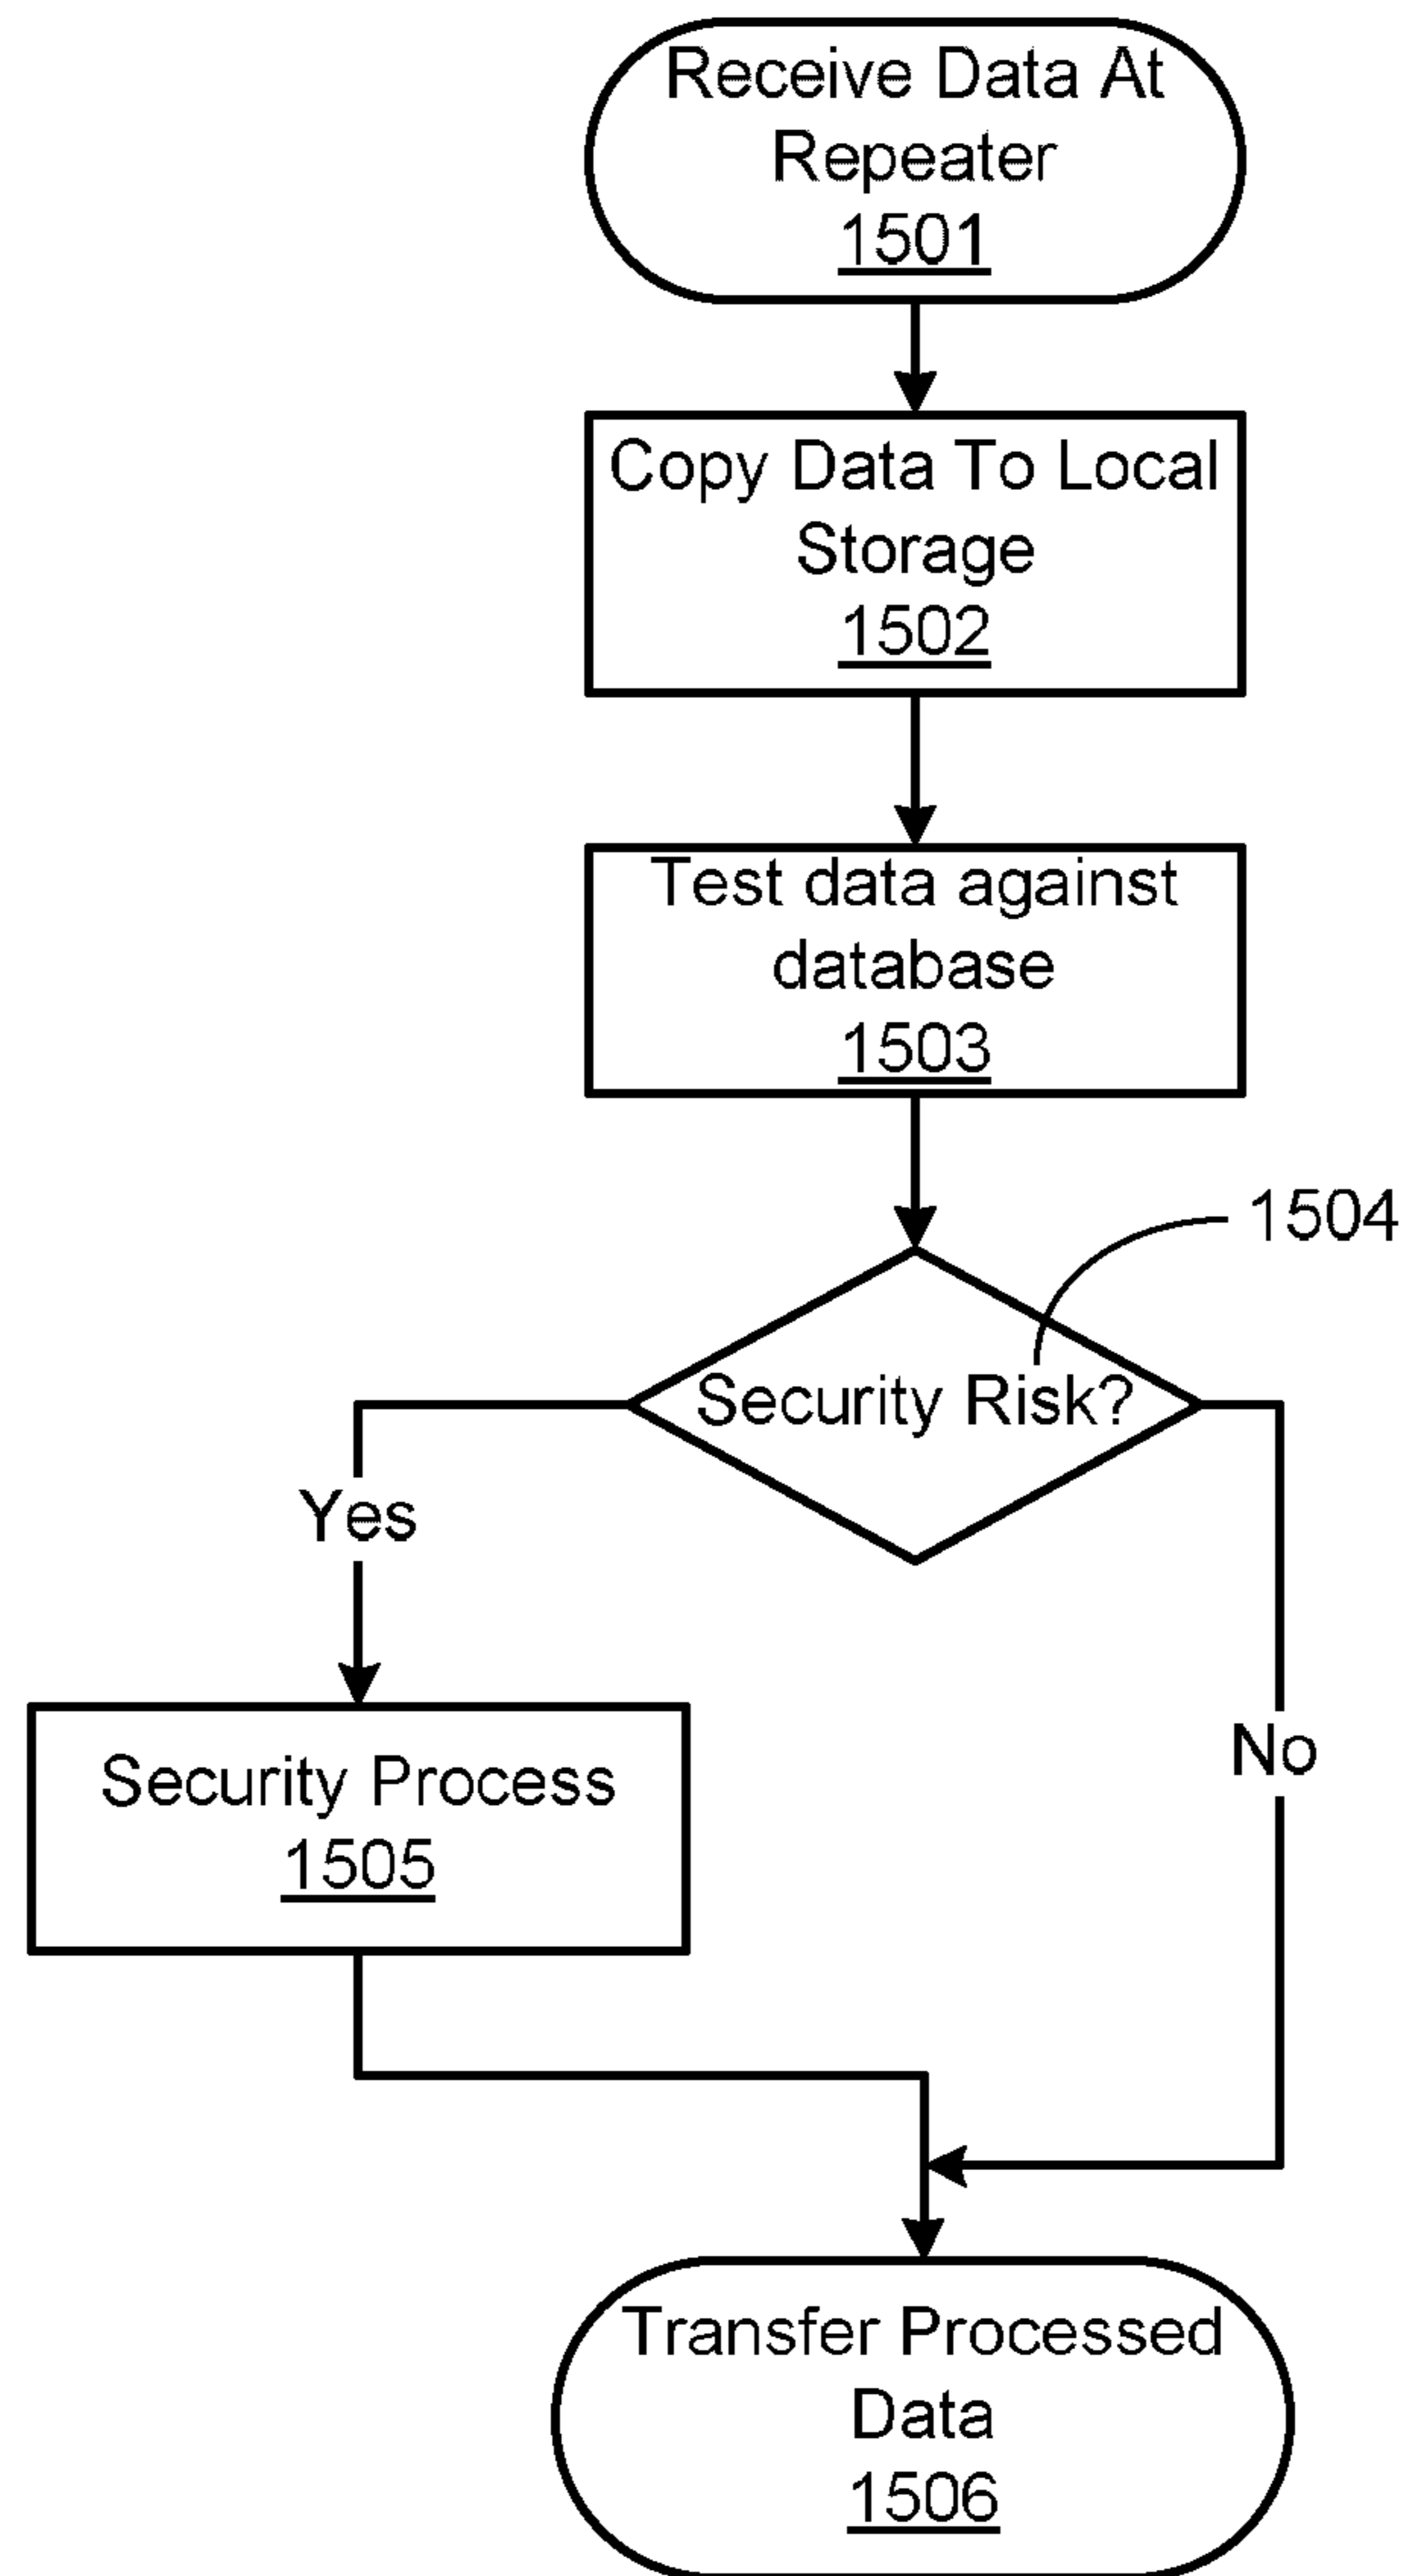 Receive Data At
Repeater
1501
Copy Data To Local
Storage
1502
Test data against
database
1503
1504
Security Risk?
Yes
Security Process
1505
No
Transfer Processed
Data
1506